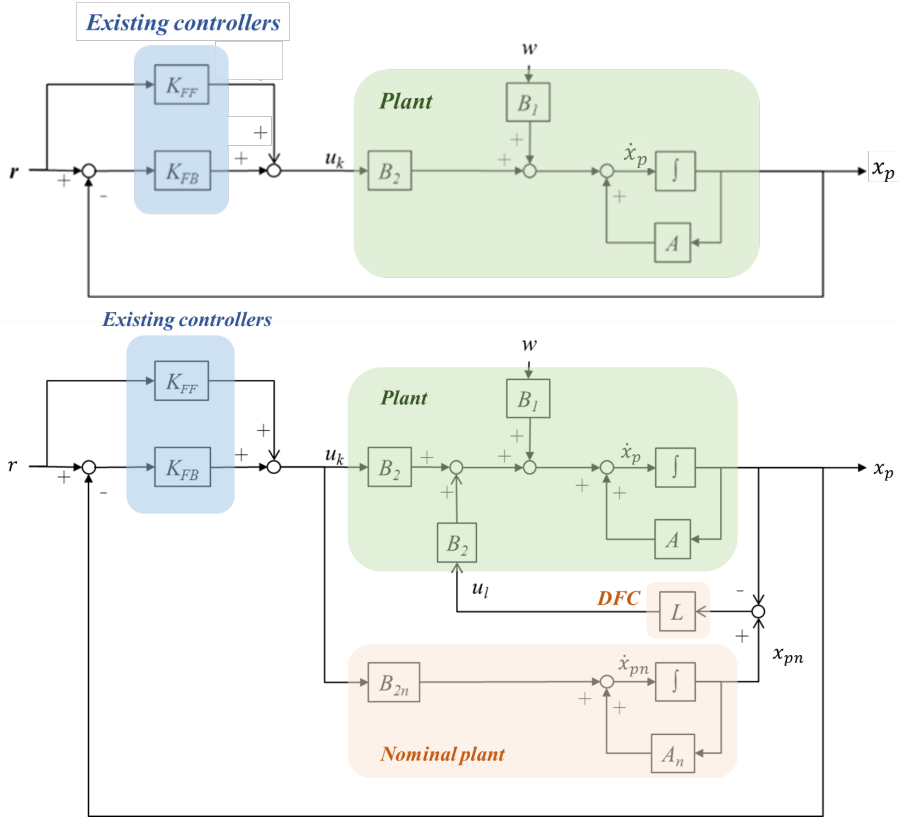 Existing controllers
w
K_FF
Plant
B_1
+
+
r
+
-
K_FB
+
u_k
B_2
+
ẋ_p
∫
x_p
+
A
Existing controllers
w
K_FF
Plant
B_1
+
+
r
+
-
K_FB
+
u_k
B_2
+
+
ẋ_p
∫
x_p
+
+
+
B_2
A
u_l
DFC
L
-
+
x_pn
B_2n
ẋ_pn
∫
+
+
Nominal plant
A_n